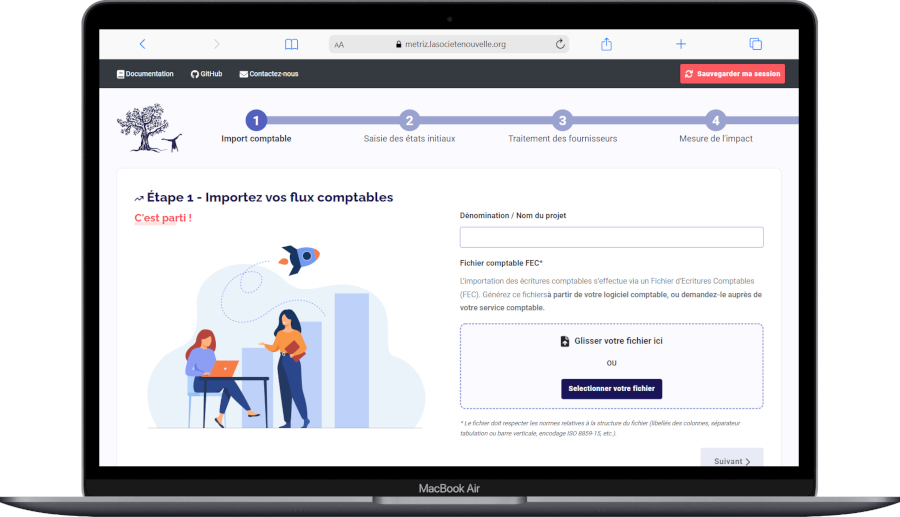 AA
metriz.lasocietenouvelle.org
Documentation
GitHub
Contactez-nous
Sauvegarder ma session
1
2
3
4
Import comptable
Saisie des états initiaux
Traitement des fournisseurs
Mesure de l'impact
Étape 1 - Importez vos flux comptables
C'est parti !
Dénomination / Nom du projet
Fichier comptable FEC*
L'importation des écritures comptables s'effectue via un Fichier d'Ecritures Comptables
(FEC). Générez ce fichiersà partir de votre logiciel comptable, ou demandez-le auprès de
votre service comptable.
Glisser votre fichier ici
OU
Selectionner votre fichier
* Le fichier doit respecter les normes relatives à la structure du fichier (libellés des colonnes, séparateur
tabulation ou barre verticale, encodage ISO 8859-15, etc.).
Suivant
MacBook Air